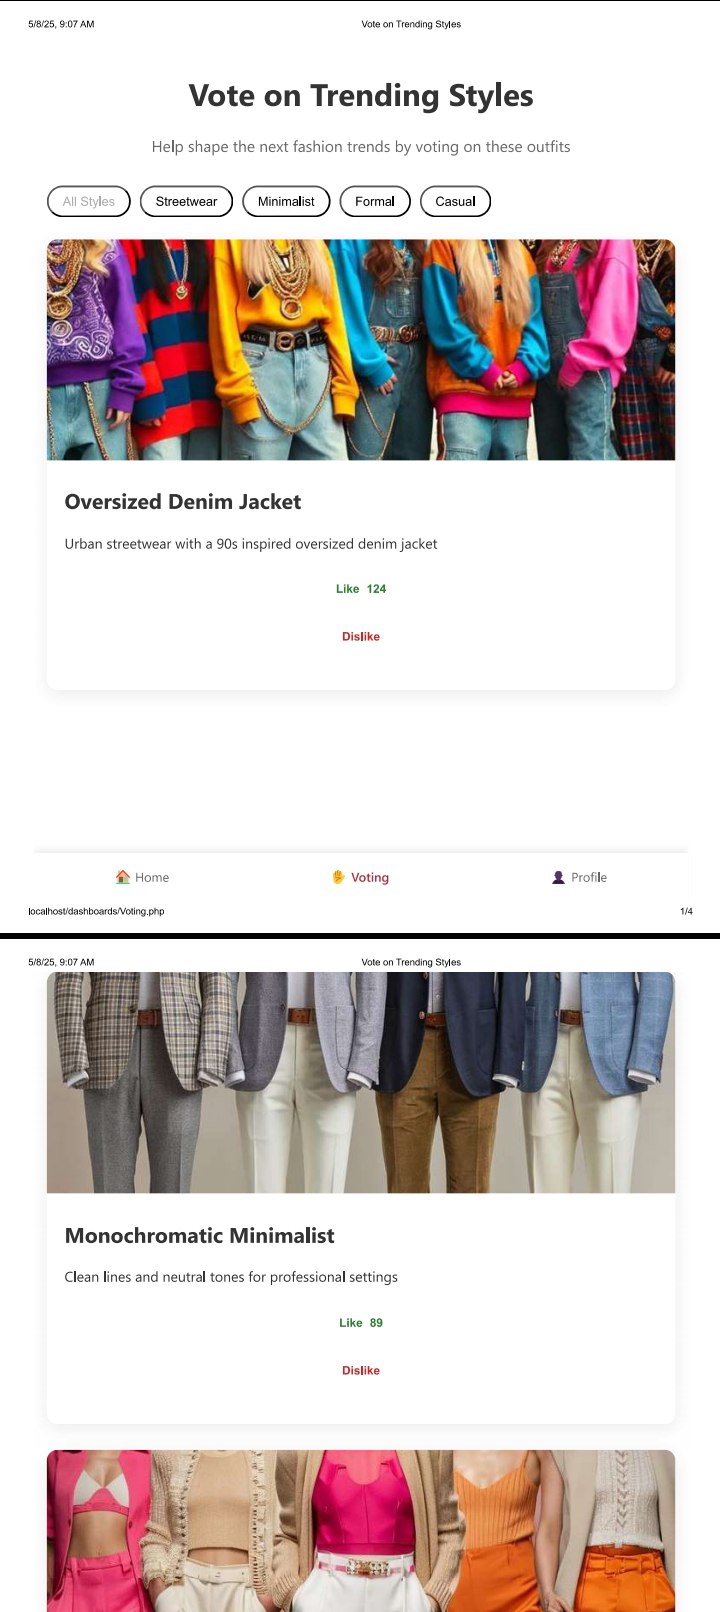 5/8/25, 9:07 AM Vote on Trending Styles
Vote on Trending Styles
Help shape the next fashion trends by voting on these outfits
All Styles Streetwear Minimalist Formal Casual
Oversized Denim Jacket
Urban streetwear with a 90s inspired oversized denim jacket
Like 124
Dislike
🏠 Home ✋ Voting 👤 Profile
localhost/dashboards/Voting.php 1/4
5/8/25, 9:07 AM Vote on Trending Styles
Monochromatic Minimalist
Clean lines and neutral tones for professional settings
Like 89
Dislike